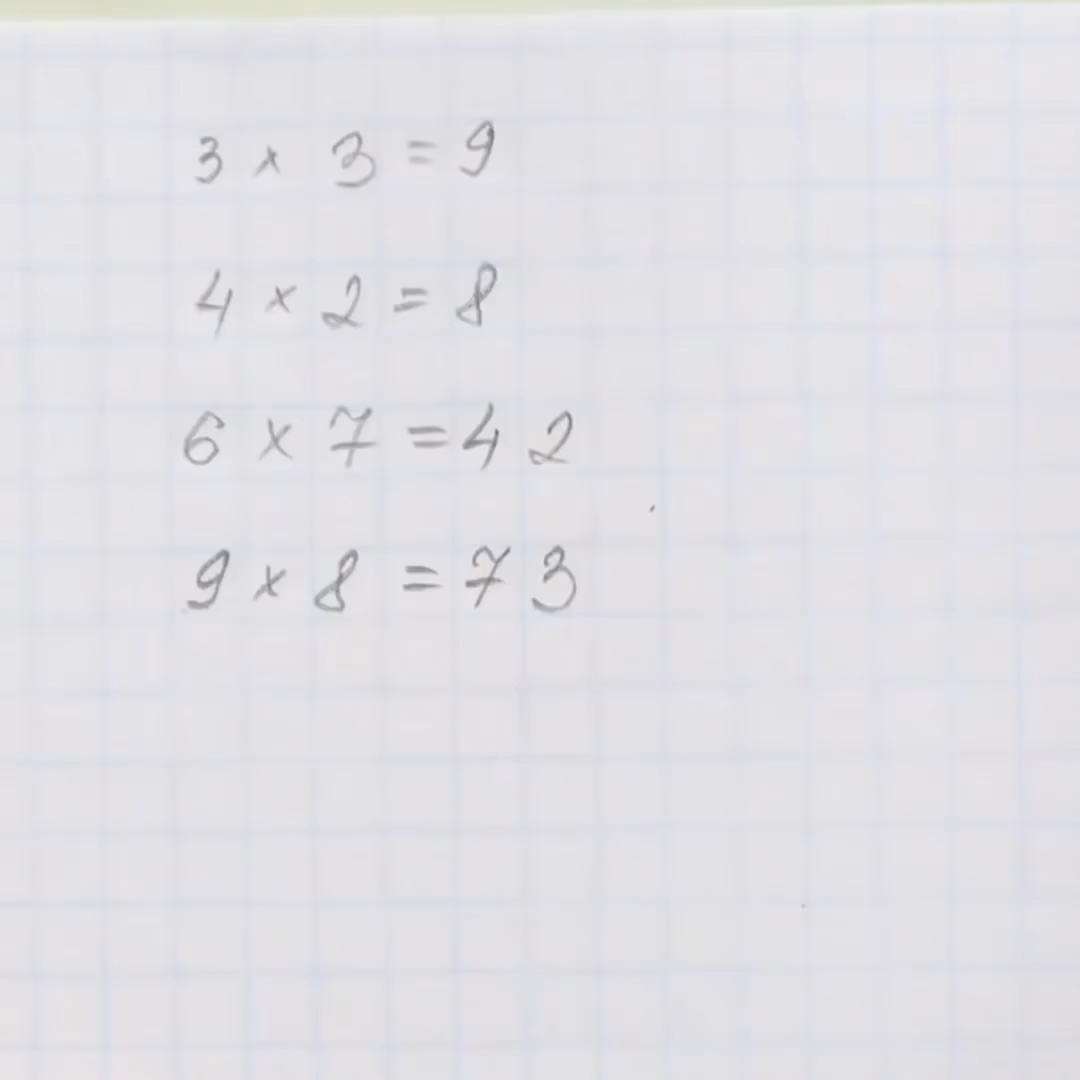 3 × 3 = 9
4 × 2 = 8
6 × 7 = 42
9 × 8 = 73